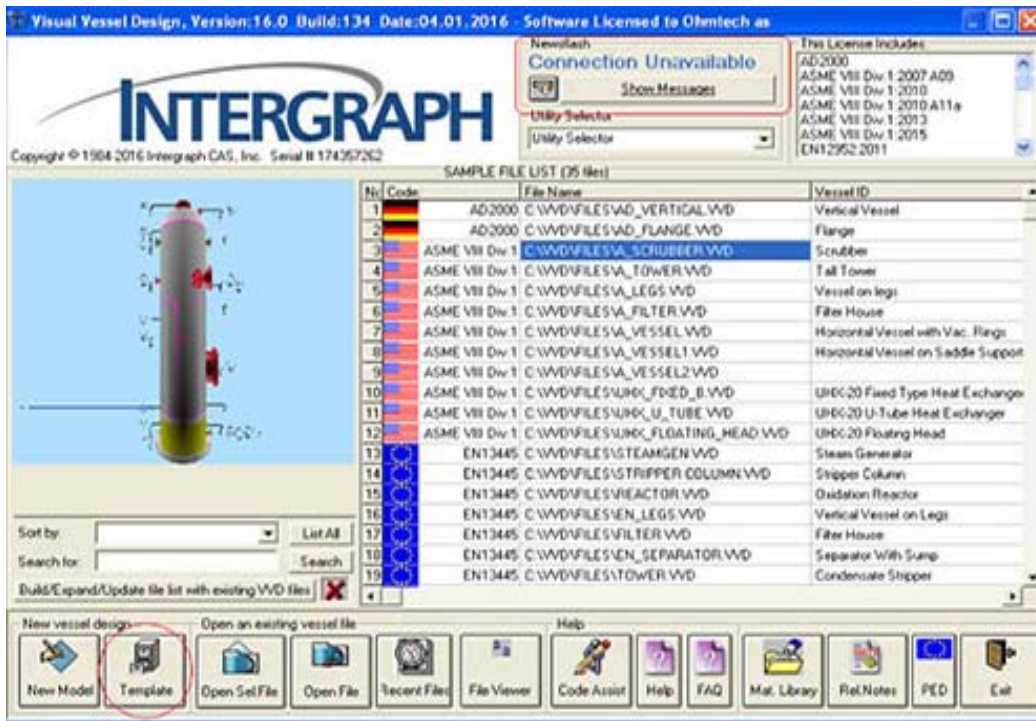 Visual Vessel Design, Version:16.0 Build:134 Date:04.01.2016 - Software Licensed to Ohmtech as
INTERGRAPH
Copyright © 1984-2016 Intergraph CAS, Inc. Serial # 174357262
Newsflash
Connection Unavailable
Show Messages
Utility Selector
Utility Selector
This License Includes:
AD2000
ASME VIII Div.1:2007 A09
ASME VIII Div.1:2010
ASME VIII Div.1:2010 A11a
ASME VIII Div.1:2013
ASME VIII Div.1:2015
EN12952:2011
SAMPLE FILE LIST (35 files)
Nr Code File Name Vessel ID
1 AD2000 C:\VVD\FILES\AD_VERTICAL.VVD Vertical Vessel
2 AD2000 C:\VVD\FILES\AD_FLANGE.VVD Flange
3 ASME VIII Div.1 C:\VVD\FILES\A_SCRUBBER.VVD Scrubber
4 ASME VIII Div.1 C:\VVD\FILES\A_TOWER.VVD Tall Tower
5 ASME VIII Div.1 C:\VVD\FILES\A_LEGS.VVD Vessel on legs
6 ASME VIII Div.1 C:\VVD\FILES\A_FILTER.VVD Filter House
7 ASME VIII Div.1 C:\VVD\FILES\A_VESSEL.VVD Horizontal Vessel with Vac. Rings
8 ASME VIII Div.1 C:\VVD\FILES\A_VESSEL1.VVD Horizontal Vessel on Saddle Support
9 ASME VIII Div.1 C:\VVD\FILES\A_VESSEL2.VVD
10 ASME VIII Div.1 C:\VVD\FILES\UHX_FIXED_B.VVD UHX-20 Fixed Type Heat Exchanger
11 ASME VIII Div.1 C:\VVD\FILES\UHX_U_TUBE.VVD UHX-20 U-Tube Heat Exchanger
12 ASME VIII Div.1 C:\VVD\FILES\UHX_FLOATING_HEAD.VVD UHX-20 Floating Head
13 EN13445 C:\VVD\FILES\STEAMGEN.VVD Steam Generator
14 EN13445 C:\VVD\FILES\STRIPPER COLUMN.VVD Stripper Column
15 EN13445 C:\VVD\FILES\REACTOR.VVD Oxidation Reactor
16 EN13445 C:\VVD\FILES\EN_LEGS.VVD Vertical Vessel on Legs
17 EN13445 C:\VVD\FILES\FILTER.VVD Filter House
18 EN13445 C:\VVD\FILES\EN_SEPARATOR.VVD Separator With Sump
19 EN13445 C:\VVD\FILES\TOWER.VVD Condensate Stripper
Sort by: List All
Search for: Search
Build/Expand/Update file list with existing VVD files
New vessel design Open an existing vessel file Help
New Model Template Open Sel.File Open File Recent Files File Viewer Code Assist Help FAQ Mat. Library Rel.Notes PED Exit